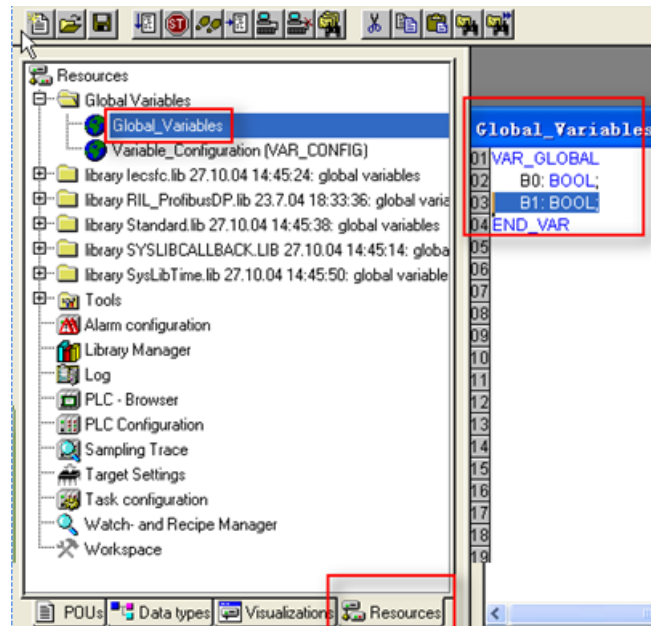 Resources
Global Variables
Global_Variables
Variable_Configuration (VAR_CONFIG)
library Iecsfc.lib 27.10.04 14:45:24: global variables
library RIL_ProfibusDP.lib 23.7.04 18:33:36: global varia
library Standard.lib 27.10.04 14:45:38: global variables
library SYSLIBCALLBACK.LIB 27.10.04 14:45:14: globa
library SysLibTime.lib 27.10.04 14:45:50: global variable
Tools
Alarm configuration
Library Manager
Log
PLC - Browser
PLC Configuration
Sampling Trace
Target Settings
Task configuration
Watch- and Recipe Manager
Workspace
POUs Data types Visualizations Resources
Global_Variables
01 VAR_GLOBAL
02 B0: BOOL;
03 B1: BOOL;
04 END_VAR
05
06
07
08
09
10
11
12
13
14
15
16
17
18
19